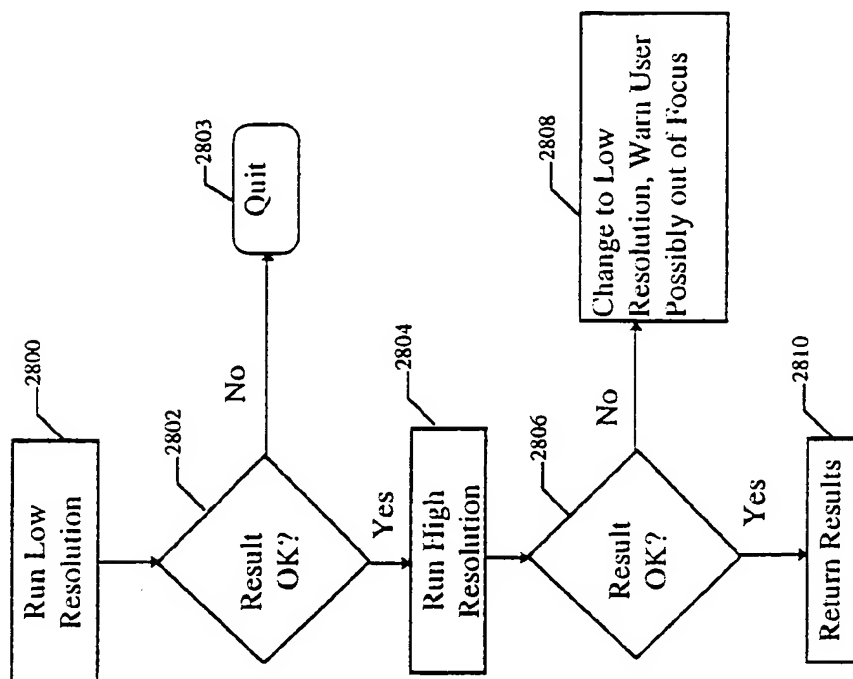 2800
Run Low
Resolution
2802
Result
OK?
No
2803
Quit
Yes
2804
Run High
Resolution
2806
Result
OK?
No
2808
Change to Low
Resolution, Warn User
Possibly out of Focus
Yes
2810
Return Results